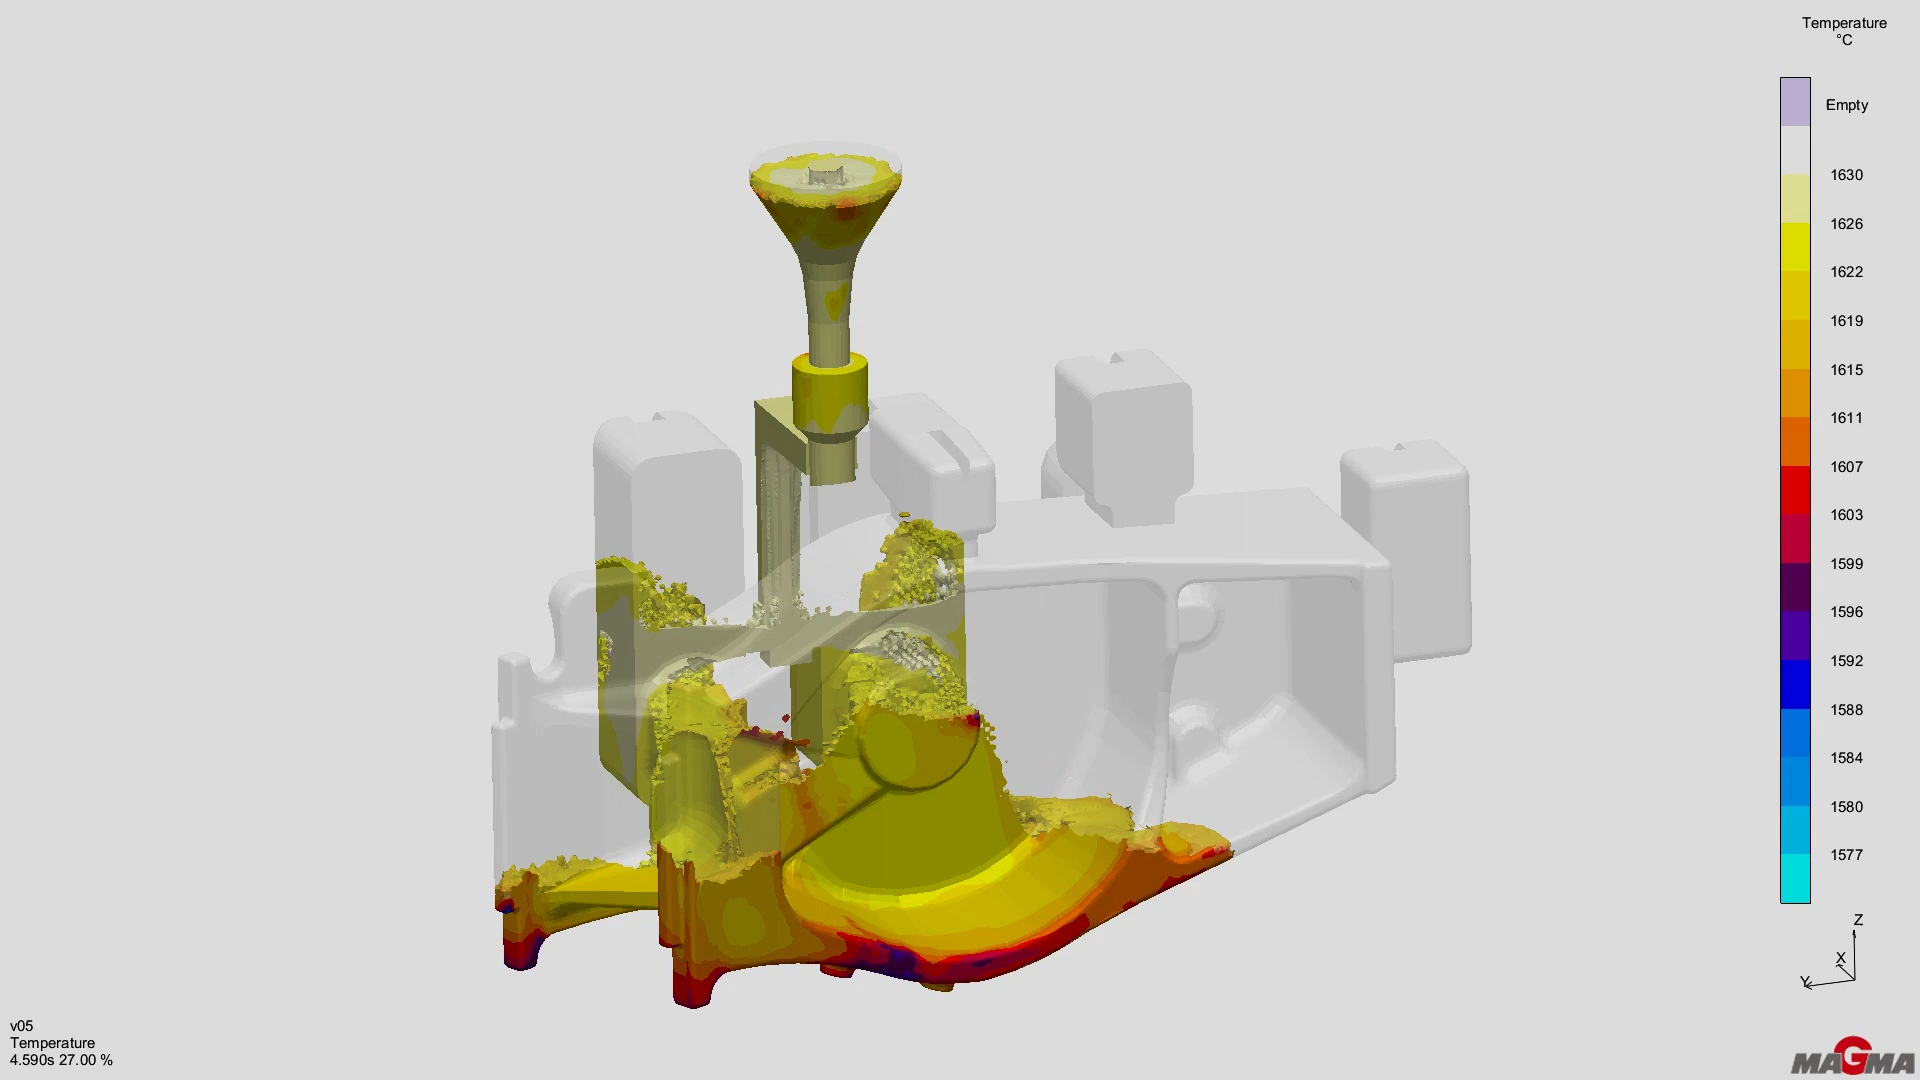 Temperature
°C
Empty
1630
1626
1622
1619
1615
1611
1607
1603
1599
1596
1592
1588
1584
1580
1577
Z
X
Y
v05
Temperature
4.590s 27.00 %
MAGMA